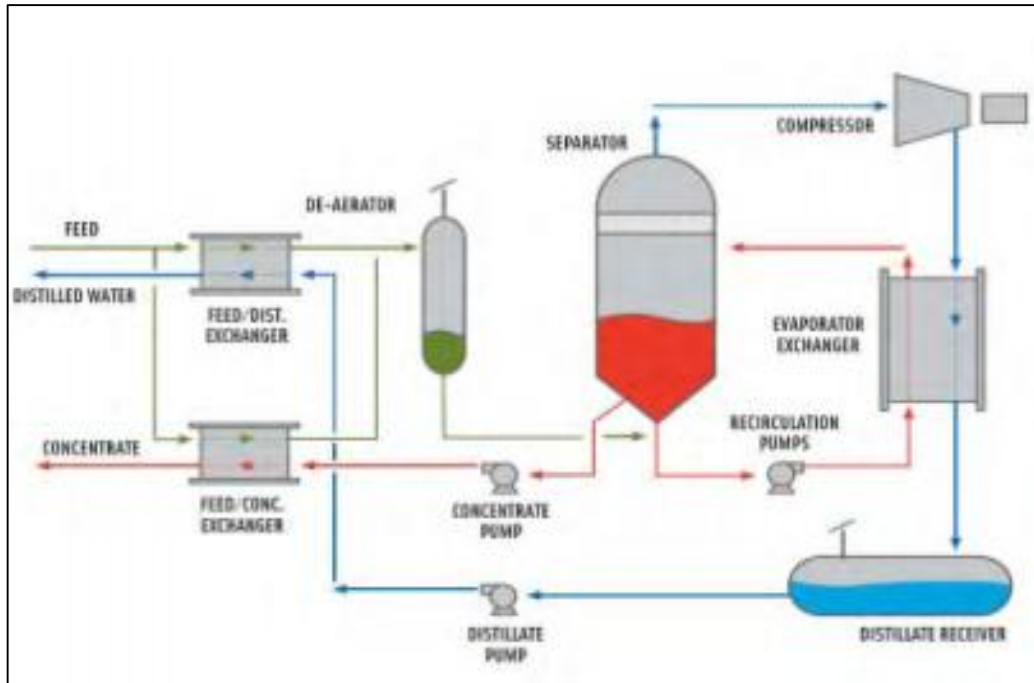 COMPRESSOR
SEPARATOR
DE-AERATOR
FEED
DISTILLED WATER
FEED/DIST.
EXCHANGER
EVAPORATOR
EXCHANGER
RECIRCULATION
PUMPS
CONCENTRATE
FEED/CONC.
EXCHANGER
CONCENTRATE
PUMP
DISTILLATE
PUMP
DISTILLATE RECEIVER